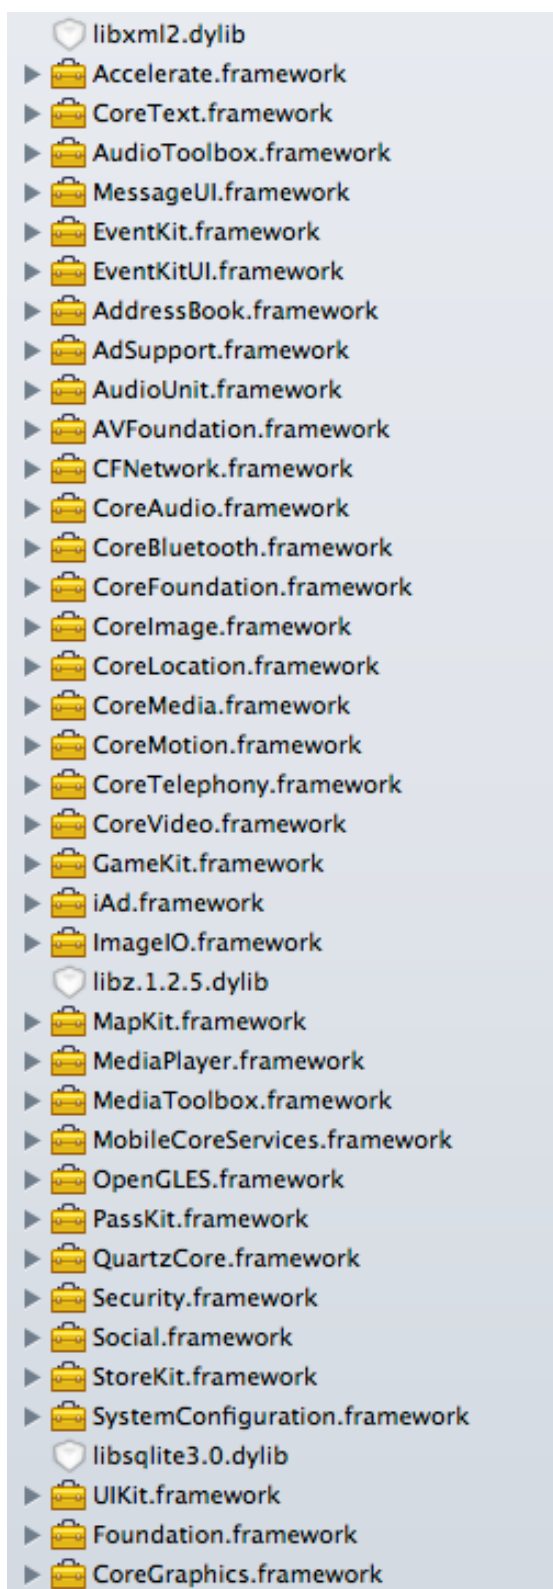 libxml2.dylib
Accelerate.framework
CoreText.framework
AudioToolbox.framework
MessageUI.framework
EventKit.framework
EventKitUI.framework
AddressBook.framework
AdSupport.framework
AudioUnit.framework
AVFoundation.framework
CFNetwork.framework
CoreAudio.framework
CoreBluetooth.framework
CoreFoundation.framework
CoreImage.framework
CoreLocation.framework
CoreMedia.framework
CoreMotion.framework
CoreTelephony.framework
CoreVideo.framework
GameKit.framework
iAd.framework
ImageIO.framework
libz.1.2.5.dylib
MapKit.framework
MediaPlayer.framework
MediaToolbox.framework
MobileCoreServices.framework
OpenGLES.framework
PassKit.framework
QuartzCore.framework
Security.framework
Social.framework
StoreKit.framework
SystemConfiguration.framework
libsqlite3.0.dylib
UIKit.framework
Foundation.framework
CoreGraphics.framework